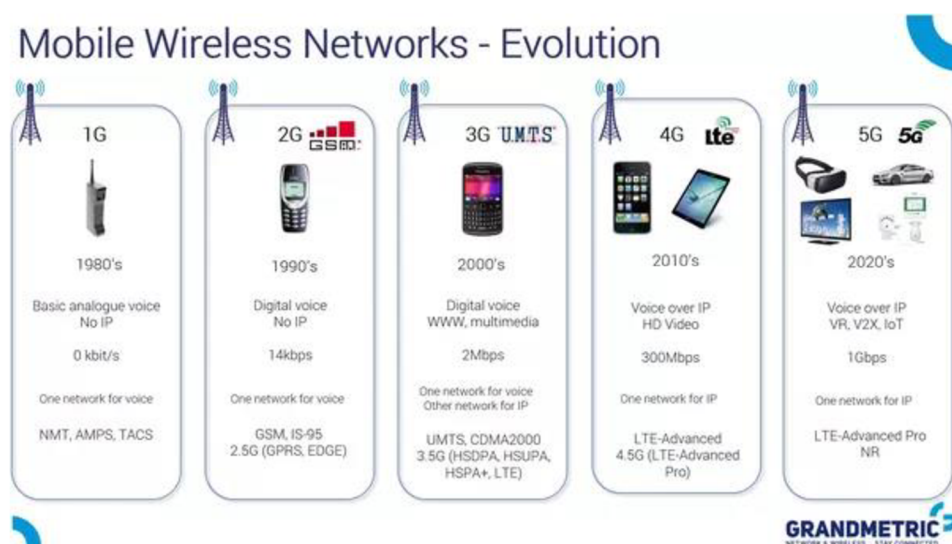 Mobile Wireless Networks - Evolution
1G
1980's
Basic analogue voice
No IP
0 kbit/s
One network for voice
NMT, AMPS, TACS
2G GSM
1990's
Digital voice
No IP
14kbps
One network for voice
GSM, IS-95
2.5G (GPRS, EDGE)
3G U.M.T.S
2000's
Digital voice
WWW, multimedia
2Mbps
One network for voice
Other network for IP
UMTS, CDMA2000
3.5G (HSDPA, HSUPA,
HSPA+, LTE)
4G lte
2010's
Voice over IP
HD Video
300Mbps
One network for IP
LTE-Advanced
4.5G (LTE-Advanced
Pro)
5G 5G
2020's
Voice over IP
VR, V2X, IoT
1Gbps
One network for IP
LTE-Advanced Pro
NR
GRANDMETRIC
NETWORK & WIRELESS STAY CONNECTED